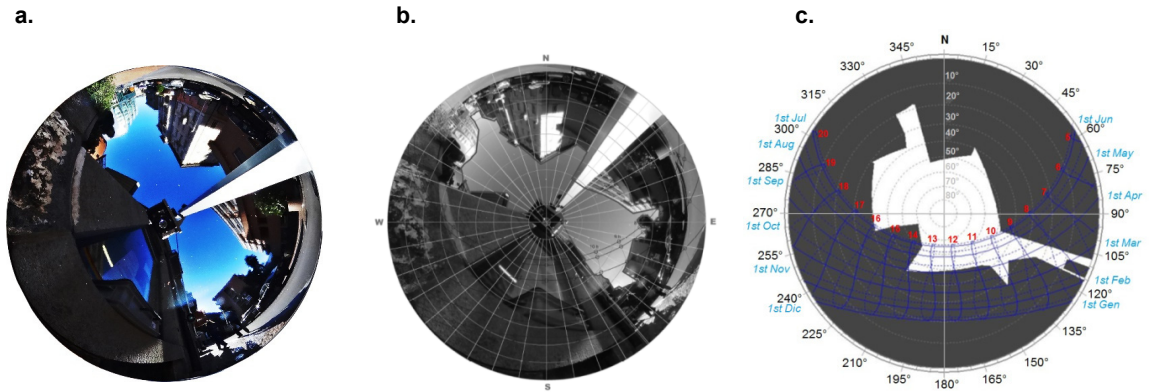 a.
b.
c.
N
W
E
S
N
345°
15°
330°
30°
315°
45°
1st Jul
1st Jun
300°
60°
1st Aug
1st May
285°
75°
1st Sep
1st Apr
270°
90°
1st Oct
1st Mar
255°
105°
1st Nov
1st Feb
240°
120°
1st Dic
1st Gen
225°
135°
210°
150°
195°
165°
180°
10°
20°
30°
40°
50°
60°
70°
80°
20
19
18
17
16
15
14
13
12
11
10
9
8
7
6
5